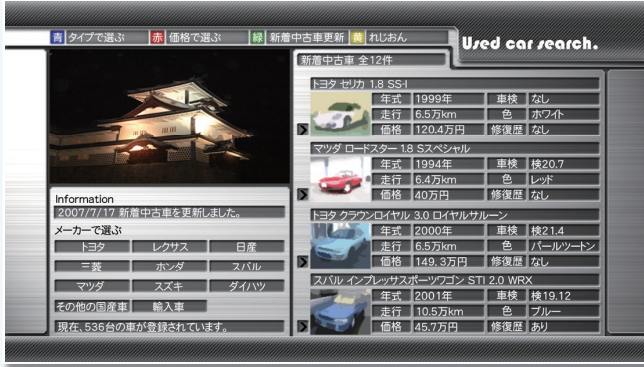 青 タイプで選ぶ 赤 価格で選ぶ 緑 新着中古車更新 黄 れじおん
Used car search.
新着中古車 全12件
トヨタ セリカ 1.8 SS-I
年式 1999年 車検 なし
走行 6.5万km 色 ホワイト
価格 120.4万円 修復歴 なし
マツダ ロードスター 1.8 Sスペシャル
年式 1994年 車検 検20.7
走行 6.4万km 色 レッド
価格 40万円 修復歴 なし
トヨタ クラウンロイヤル 3.0 ロイヤルサルーン
年式 2000年 車検 検21.4
走行 6.5万km 色 パールツートン
価格 149.3万円 修復歴 なし
スバル インプレッサスポーツワゴン STI 2.0 WRX
年式 2001年 車検 検19.12
走行 10.5万km 色 ブルー
価格 45.7万円 修復歴 あり
Information
2007/7/17 新着中古車を更新しました。
メーカーで選ぶ
トヨタ レクサス 日産
三菱 ホンダ スバル
マツダ スズキ ダイハツ
その他の国産車 輸入車
現在、536台の車が登録されています。